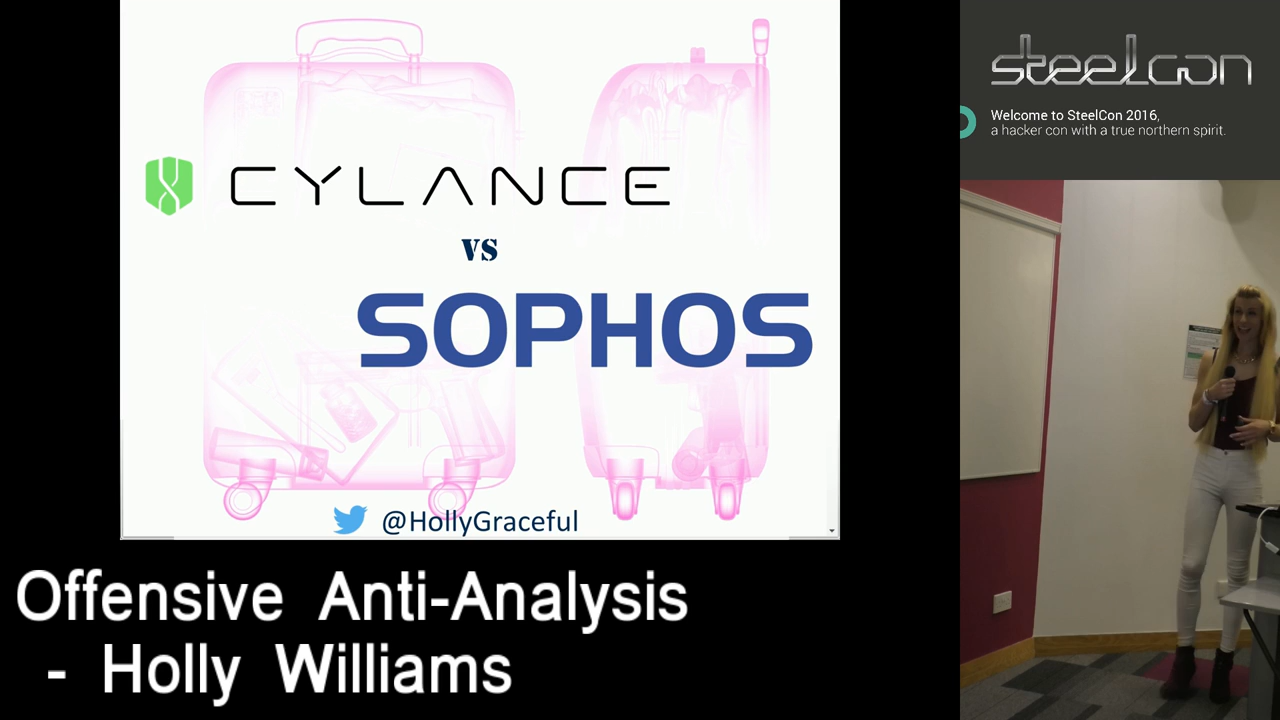 CYLANCE
vs
SOPHOS
@HollyGraceful
steelcon
Welcome to SteelCon 2016,
a hacker con with a true northern spirit.
Offensive Anti-Analysis
- Holly Williams